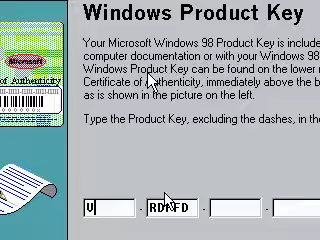 Windows Product Key
Microsoft
of Authenticity
Your Microsoft Windows 98 Product Key is include
computer documentation or with your Windows 98
Windows Product Key can be found on the lower
Certificate of Authenticity, immediately above the b
as is shown in the picture on the left.
Type the Product Key, excluding the dashes, in the
V - - -